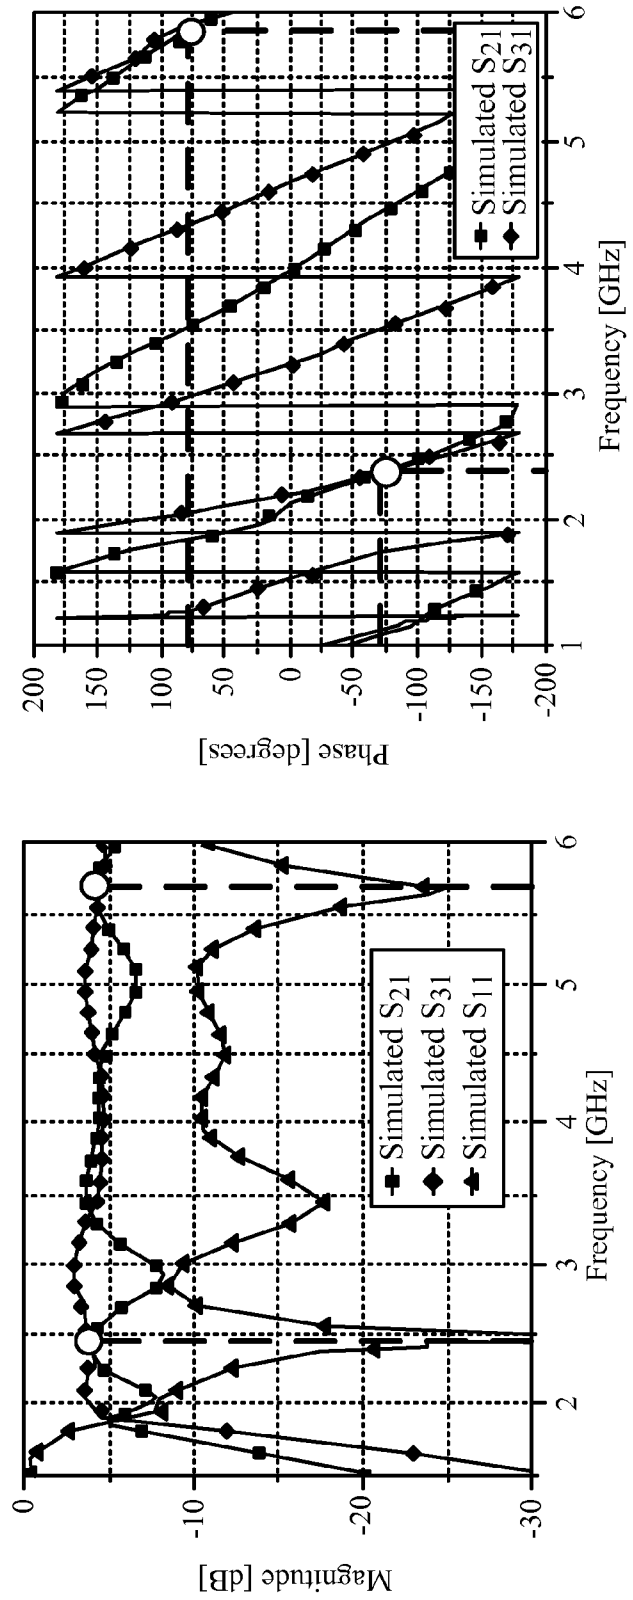 0
-10
-20
-30
Magnitude [dB]
2
3
4
5
6
Frequency [GHz]
Simulated S21
Simulated S31
Simulated S11
200
150
100
50
0
-50
-100
-150
-200
Phase [degrees]
1
2
3
4
5
6
Frequency [GHz]
Simulated S21
Simulated S31